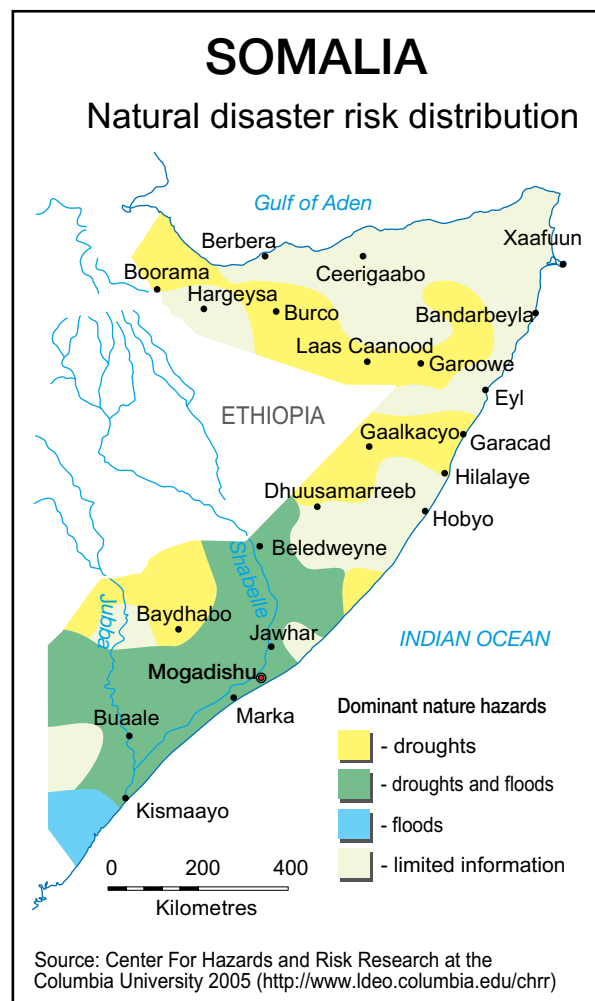 SOMALIA
Natural disaster risk distribution
Gulf of Aden
Berbera
Xaafuun
Boorama
Ceerigaabo
Hargeysa
Burco
Bandarbeyla
Laas Caanood
Garoowe
Eyl
ETHIOPIA
Gaalkacyo
Garacad
Hilalaye
Dhuusamarreeb
Hobyo
Beledweyne
Shabelle
Jubba
Baydhabo
Jawhar
INDIAN OCEAN
Mogadishu
Marka
Buaale
Kismaayo
Dominant nature hazards
- droughts
- droughts and floods
- floods
- limited information
0 200 400
Kilometres
Source: Center For Hazards and Risk Research at the
Columbia University 2005 (http://www.ldeo.columbia.edu/chrr)